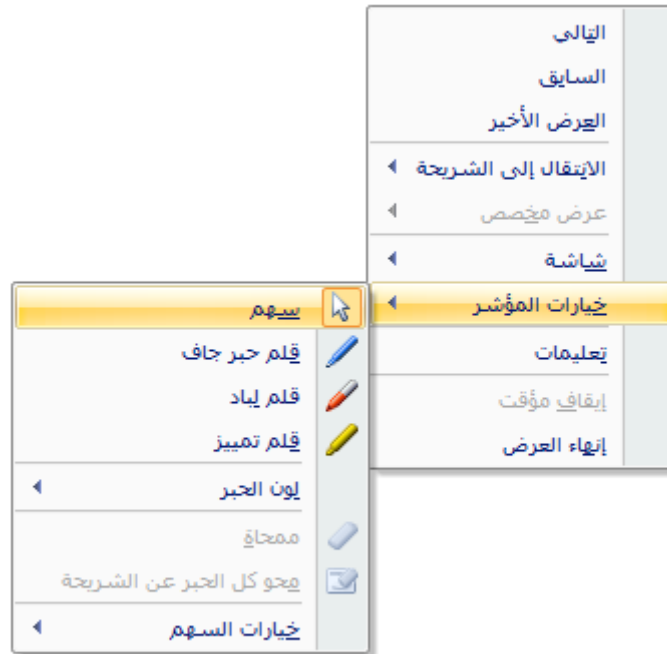 التالي
السابق
العرض الأخير
الانتقال إلى الشريحة
عرض مخصص
شاشة
خيارات المؤشر
تعليمات
إيقاف مؤقت
إنهاء العرض
سهم
قلم حبر جاف
قلم لباد
قلم تمييز
لون الحبر
ممحاة
محو كل الحبر عن الشريحة
خيارات السهم